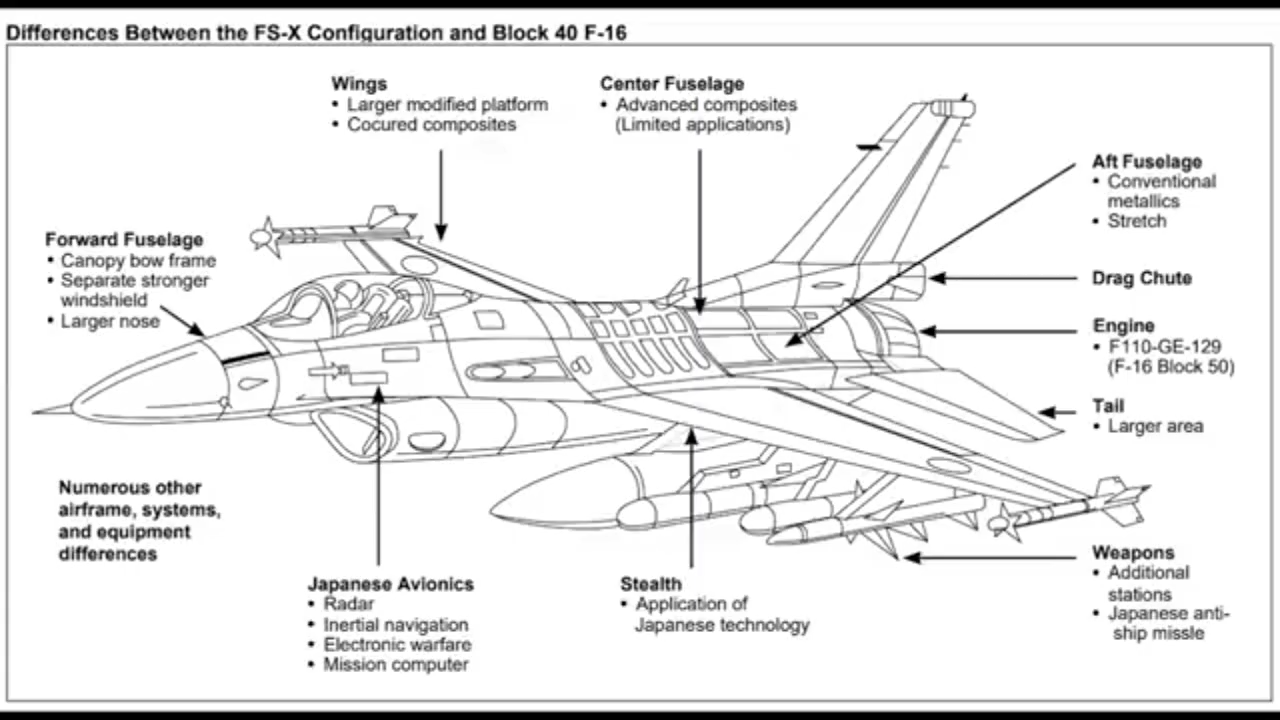 Differences Between the FS-X Configuration and Block 40 F-16
Wings
• Larger modified platform
• Cocured composites
Center Fuselage
• Advanced composites
(Limited applications)
Aft Fuselage
• Conventional
metallics
• Stretch
Forward Fuselage
• Canopy bow frame
• Separate stronger
windshield
• Larger nose
Drag Chute
Engine
• F110-GE-129
(F-16 Block 50)
Tail
• Larger area
Numerous other
airframe, systems,
and equipment
differences
Japanese Avionics
• Radar
• Inertial navigation
• Electronic warfare
• Mission computer
Stealth
• Application of
Japanese technology
Weapons
• Additional
stations
• Japanese anti-
ship missle